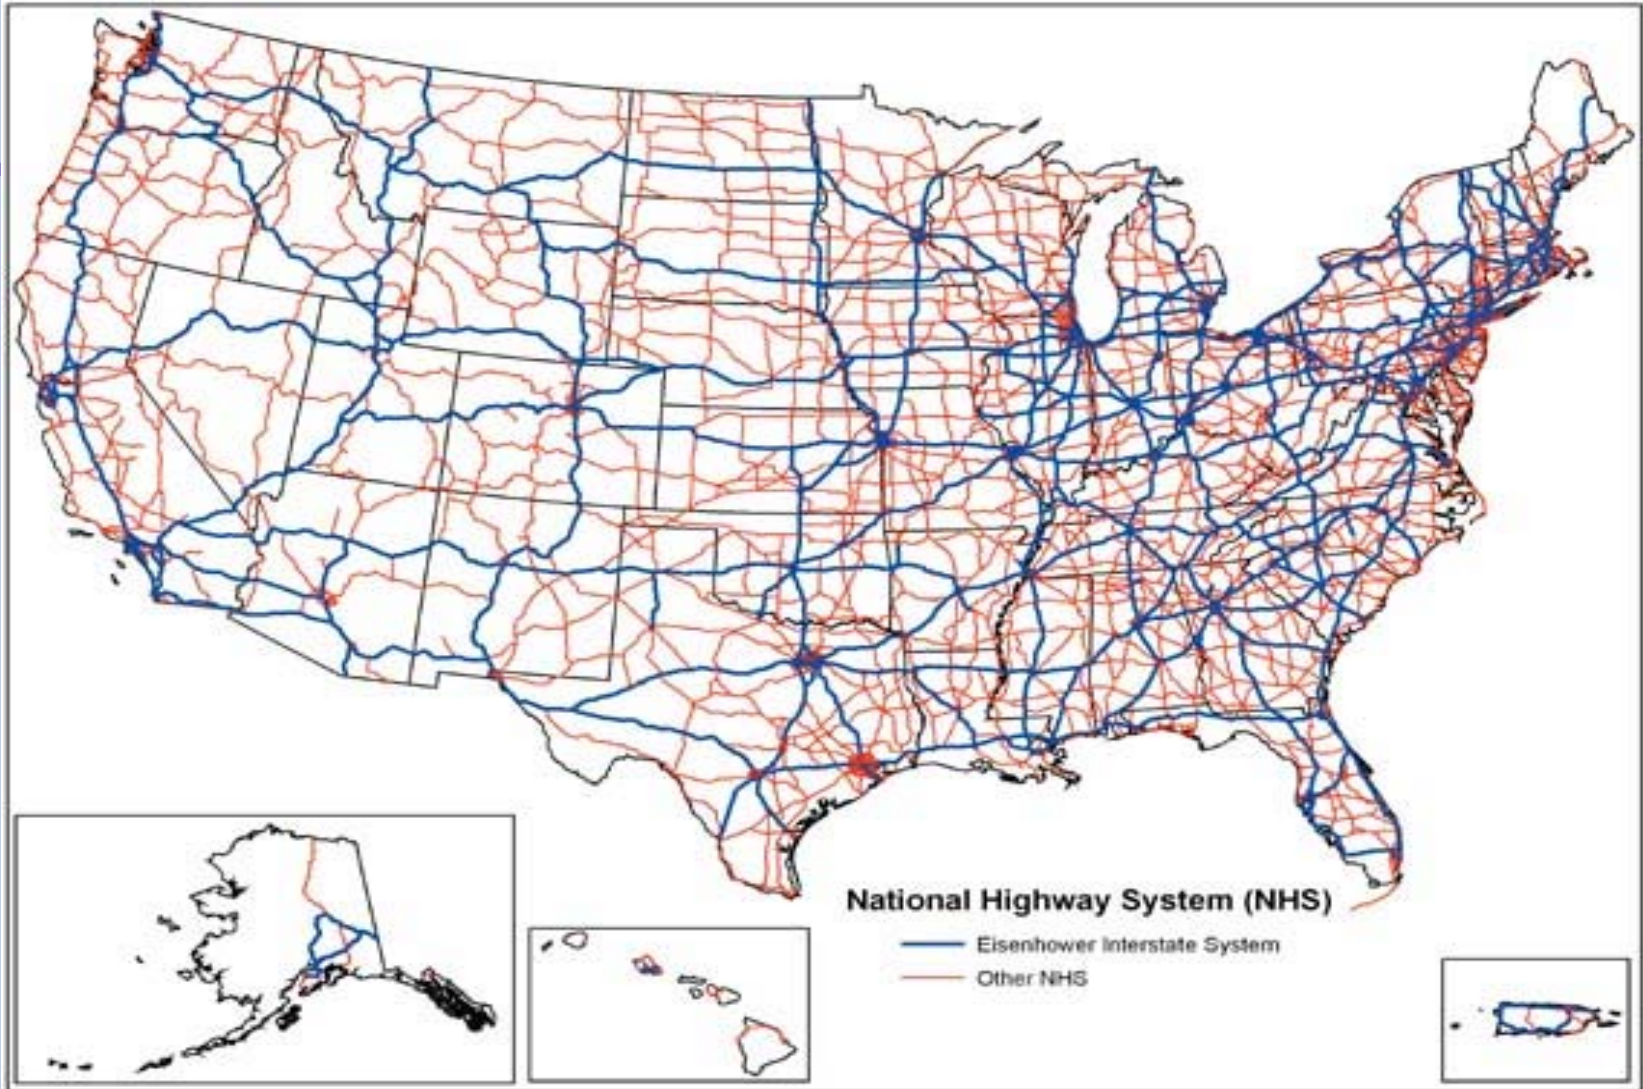 National Highway System (NHS)
Eisenhower Interstate System
Other NHS